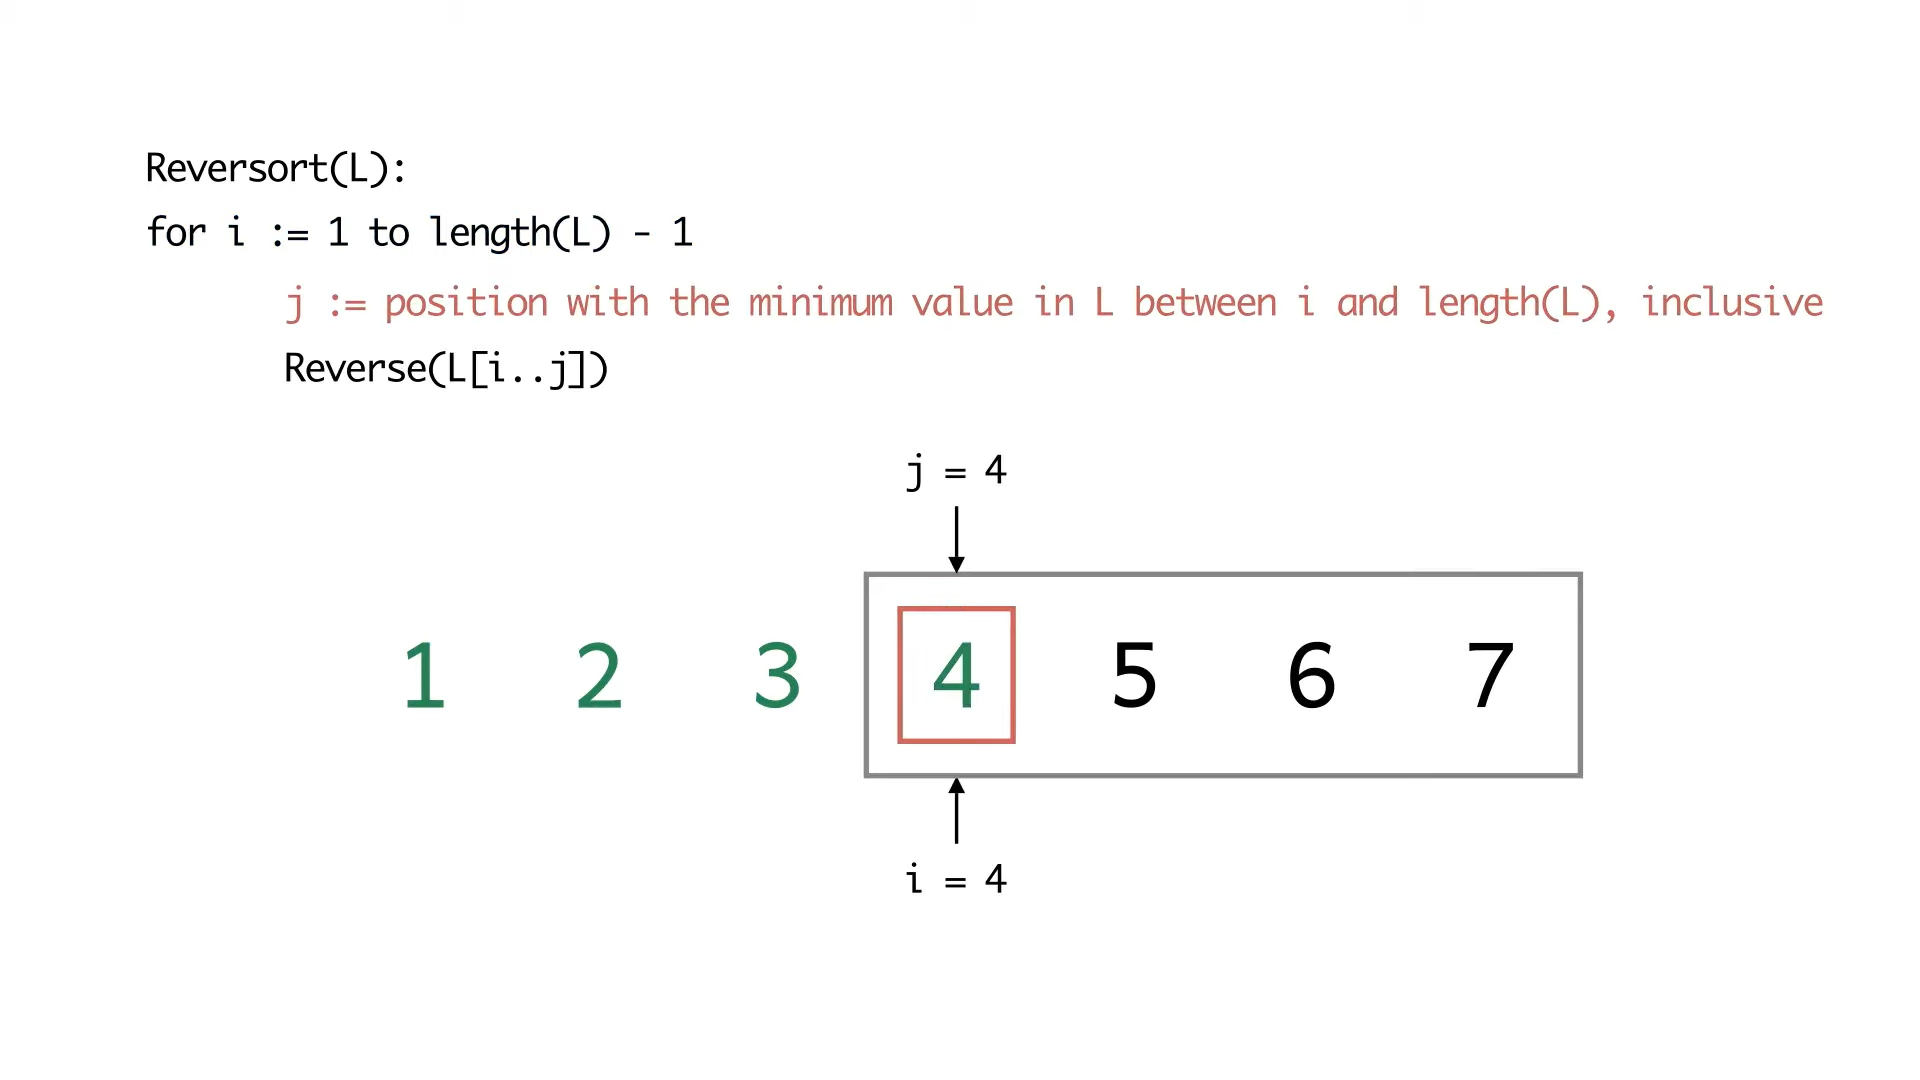 Reversort(L):
for i := 1 to length(L) - 1
j := position with the minimum value in L between i and length(L), inclusive
Reverse(L[i..j])
j = 4
1 2 3 4 5 6 7
i = 4